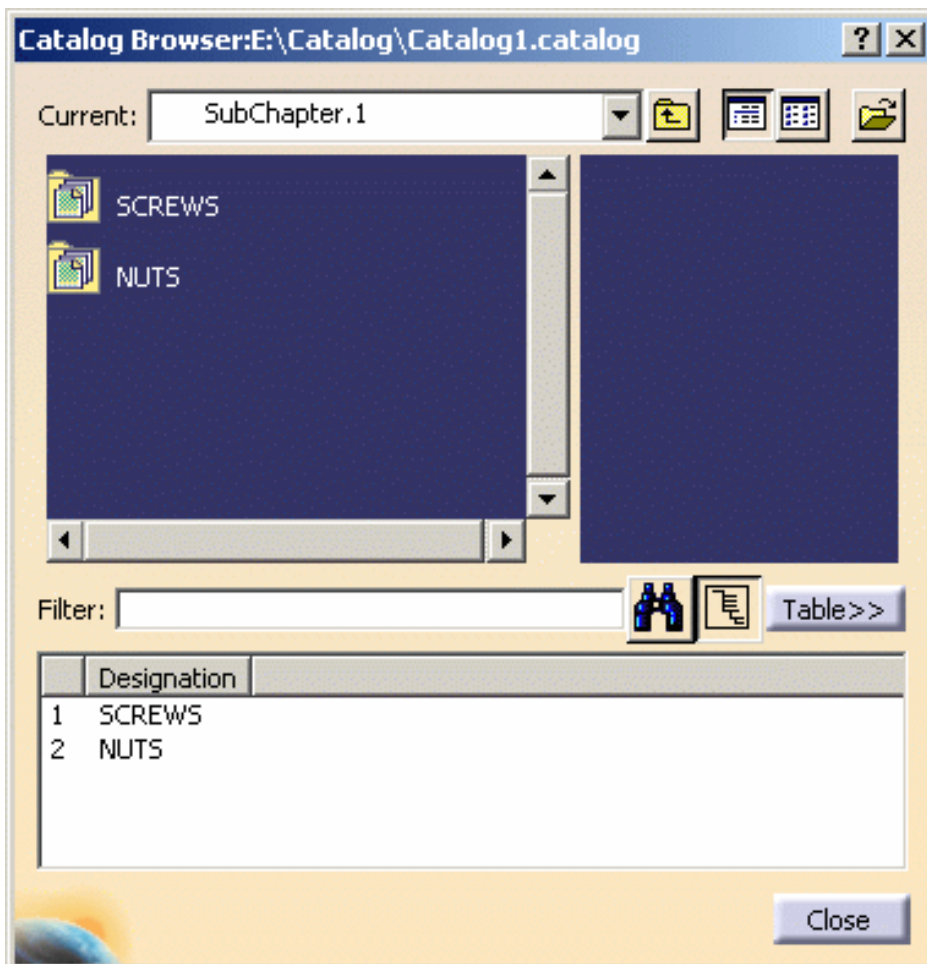 Catalog Browser:E:\Catalog\Catalog1.catalog
Current: SubChapter.1
SCREWS
NUTS
Filter: Table>>
Designation
1 SCREWS
2 NUTS
Close